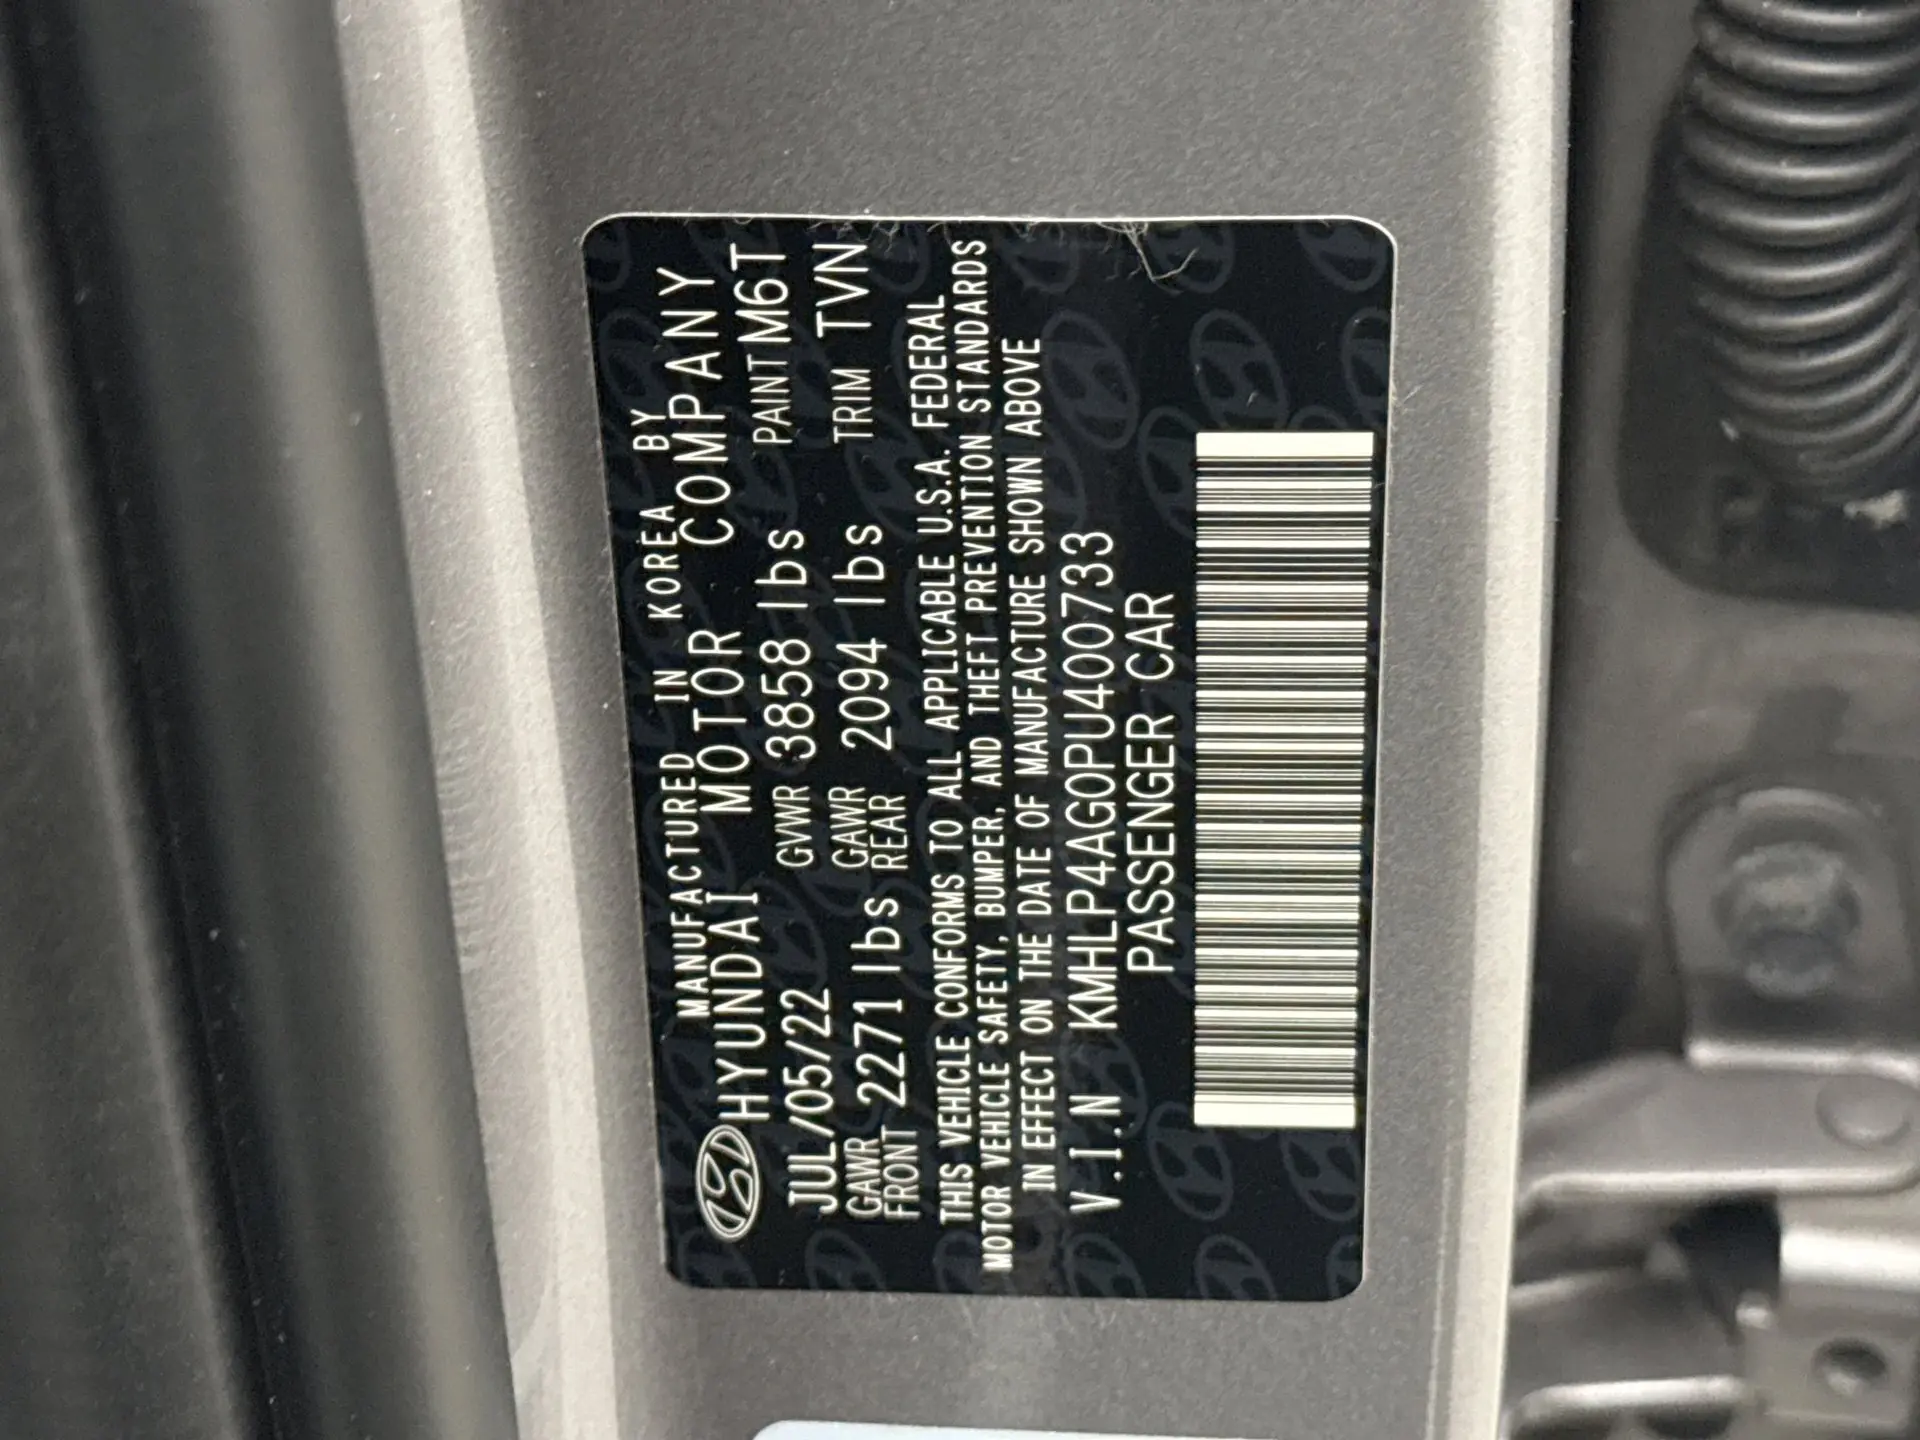 MANUFACTURED IN KOREA BY
HYUNDAI MOTOR COMPANY
JUL/05/22 GVWR 3858 lbs PAINT M6T
GAWR FRONT 2271 lbs GAWR REAR 2094 lbs TRIM TVN
THIS VEHICLE CONFORMS TO ALL APPLICABLE U.S.A. FEDERAL
MOTOR VEHICLE SAFETY, BUMPER, AND THEFT PREVENTION STANDARDS
IN EFFECT ON THE DATE OF MANUFACTURE SHOWN ABOVE
V.I.N KMHLP4AG0PU400733
PASSENGER CAR